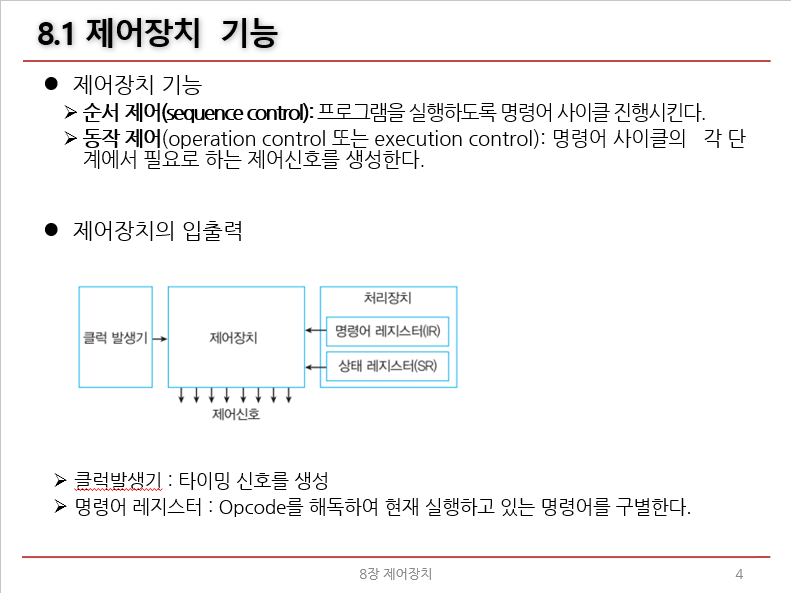 8.1 제어장치 기능
● 제어장치 기능
➢ 순서 제어(sequence control): 프로그램을 실행하도록 명령어 사이클 진행시킨다.
➢ 동작 제어(operation control 또는 execution control): 명령어 사이클의 각 단
계에서 필요로 하는 제어신호를 생성한다.
● 제어장치의 입출력
처리장치
클럭 발생기
제어장치
명령어 레지스터(IR)
상태 레지스터(SR)
제어신호
➢ 클럭발생기 : 타이밍 신호를 생성
➢ 명령어 레지스터 : Opcode를 해독하여 현재 실행하고 있는 명령어를 구별한다.
8장 제어장치
4